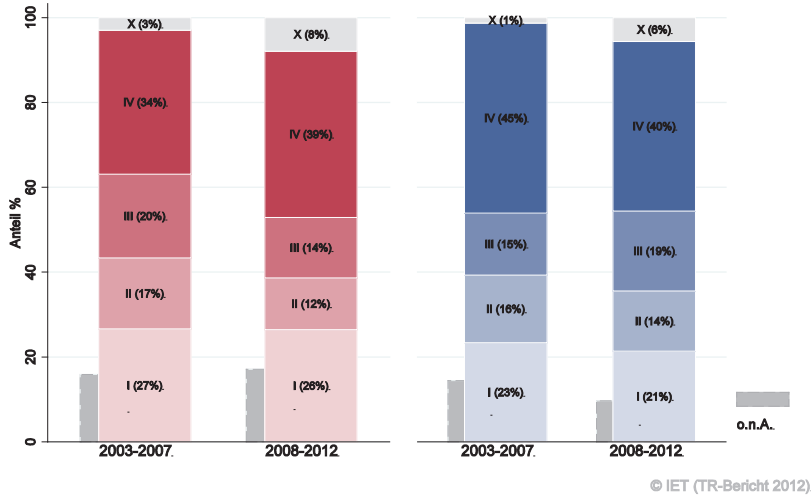 100
80
60
40
20
0
Anteil %
X (3%).
IV (34%).
III (20%).
II (17%).
I (27%).
X (8%).
IV (39%).
III (14%).
II (12%).
I (26%).
X (1%).
IV (45%).
III (15%).
II (16%).
I (23%).
X (6%).
IV (40%).
III (19%).
II (14%).
I (21%).
2003-2007.
2008-2012.
2003-2007.
2008-2012.
o.n.A..
© IET (TR-Bericht 2012)